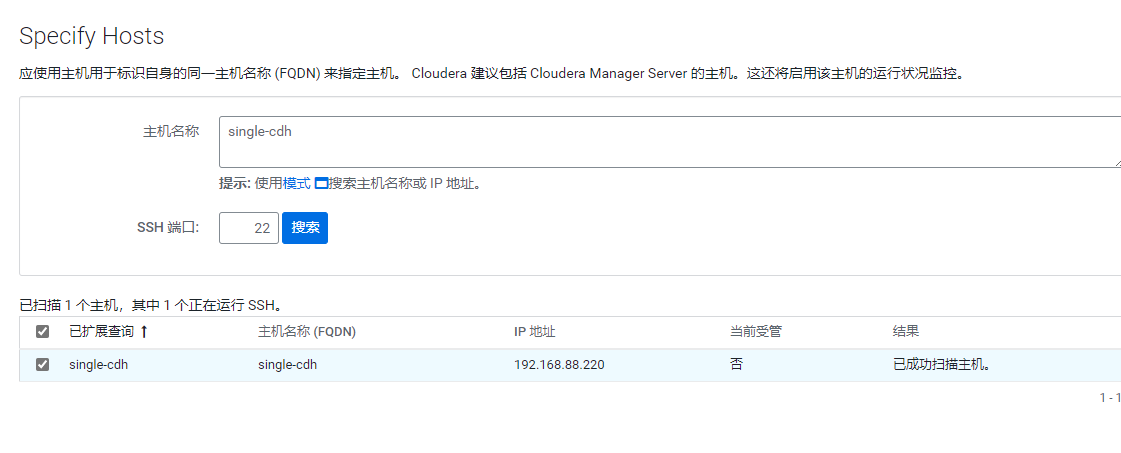 Specify Hosts
应使用主机用于标识自身的同一主机名称 (FQDN) 来指定主机。 Cloudera 建议包括 Cloudera Manager Server 的主机。这还将启用该主机的运行状况监控。
主机名称 single-cdh
提示: 使用模式 搜索主机名称或 IP 地址。
SSH 端口: 22 搜索
已扫描 1 个主机，其中 1 个正在运行 SSH。
已扩展查询 ↑ 主机名称 (FQDN) IP 地址 当前受管 结果
single-cdh single-cdh 192.168.88.220 否 已成功扫描主机。
1 - 1